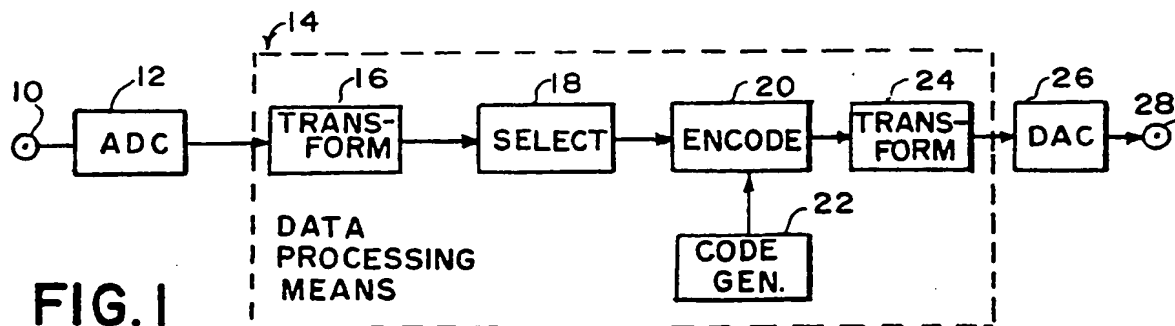 14
10
12
16
18
20
24
26
28
ADC
TRANS-
FORM
SELECT
ENCODE
TRANS-
FORM
DAC
22
DATA
PROCESSING
MEANS
CODE
GEN.
FIG. 1